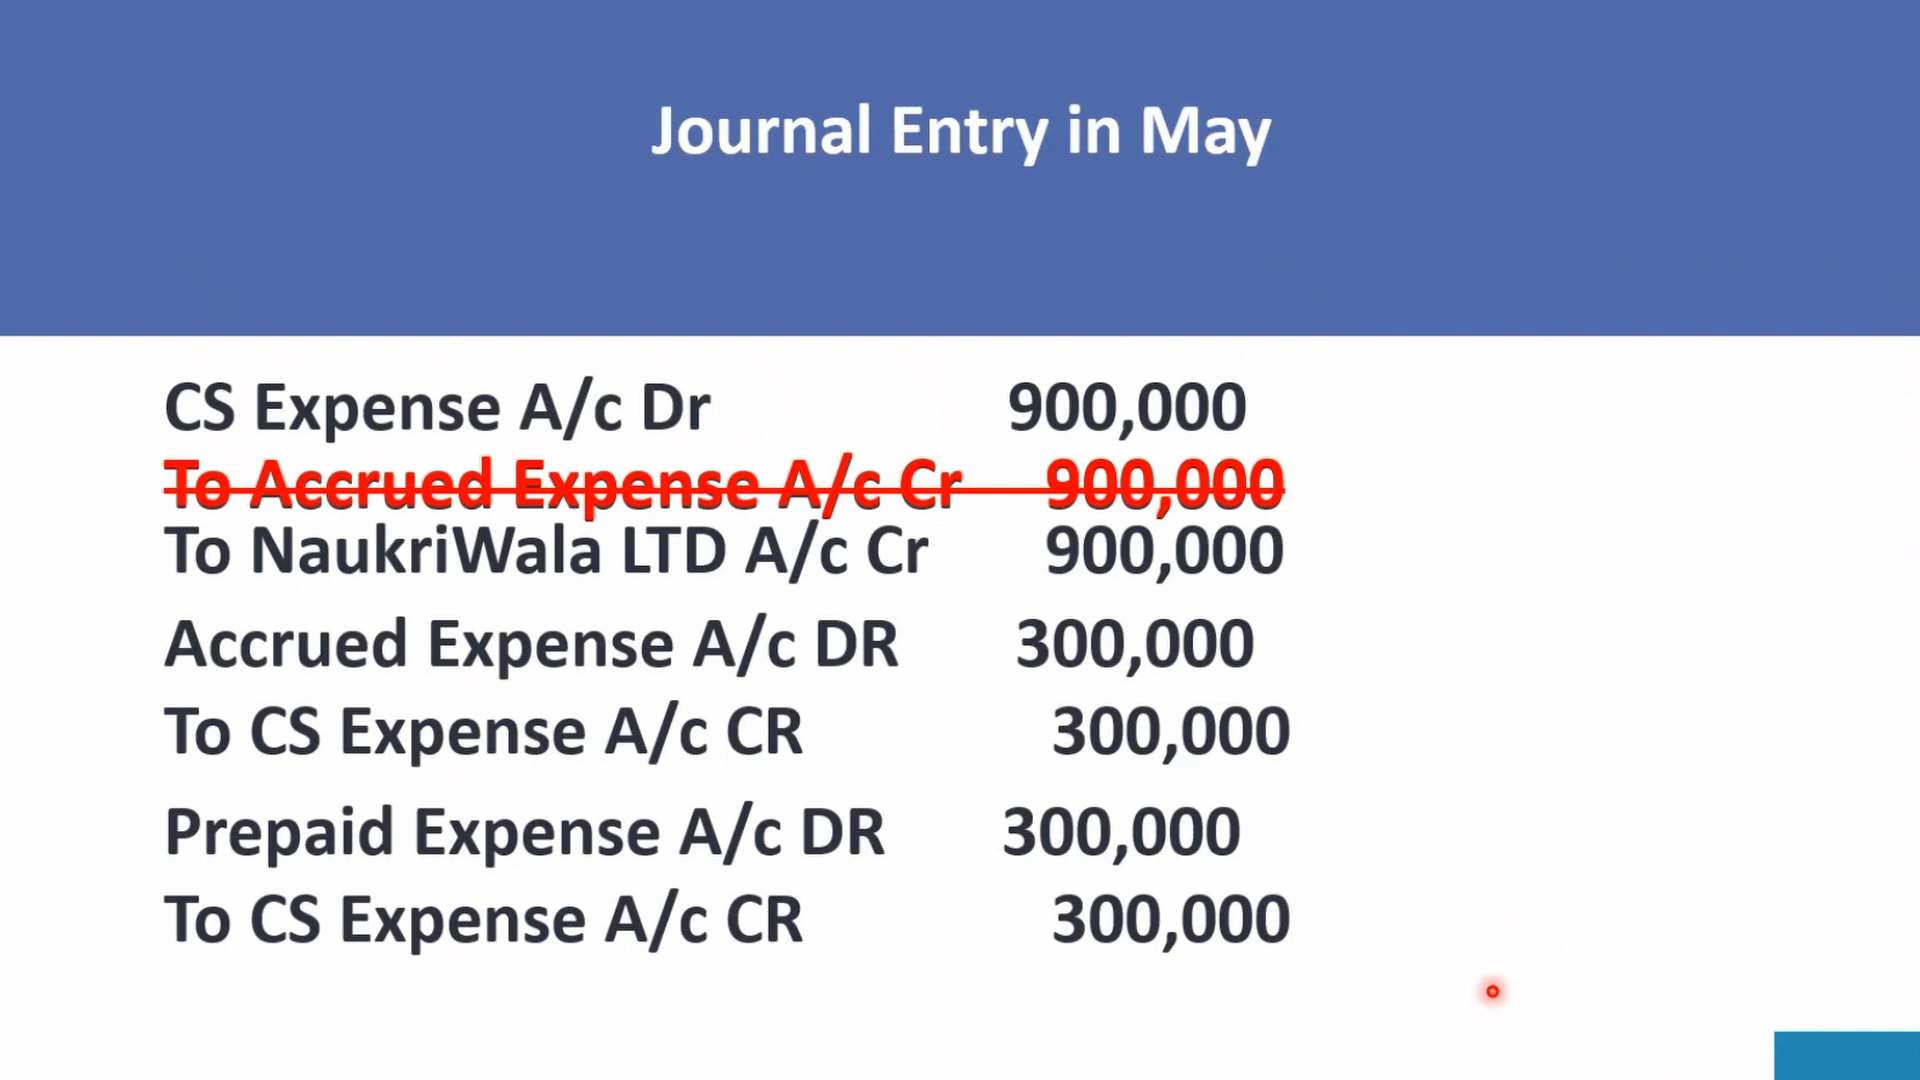 Journal Entry in May
CS Expense A/c Dr 900,000
To Accrued Expense A/c Cr 900,000
To NaukriWala LTD A/c Cr 900,000
Accrued Expense A/c DR 300,000
To CS Expense A/c CR 300,000
Prepaid Expense A/c DR 300,000
To CS Expense A/c CR 300,000